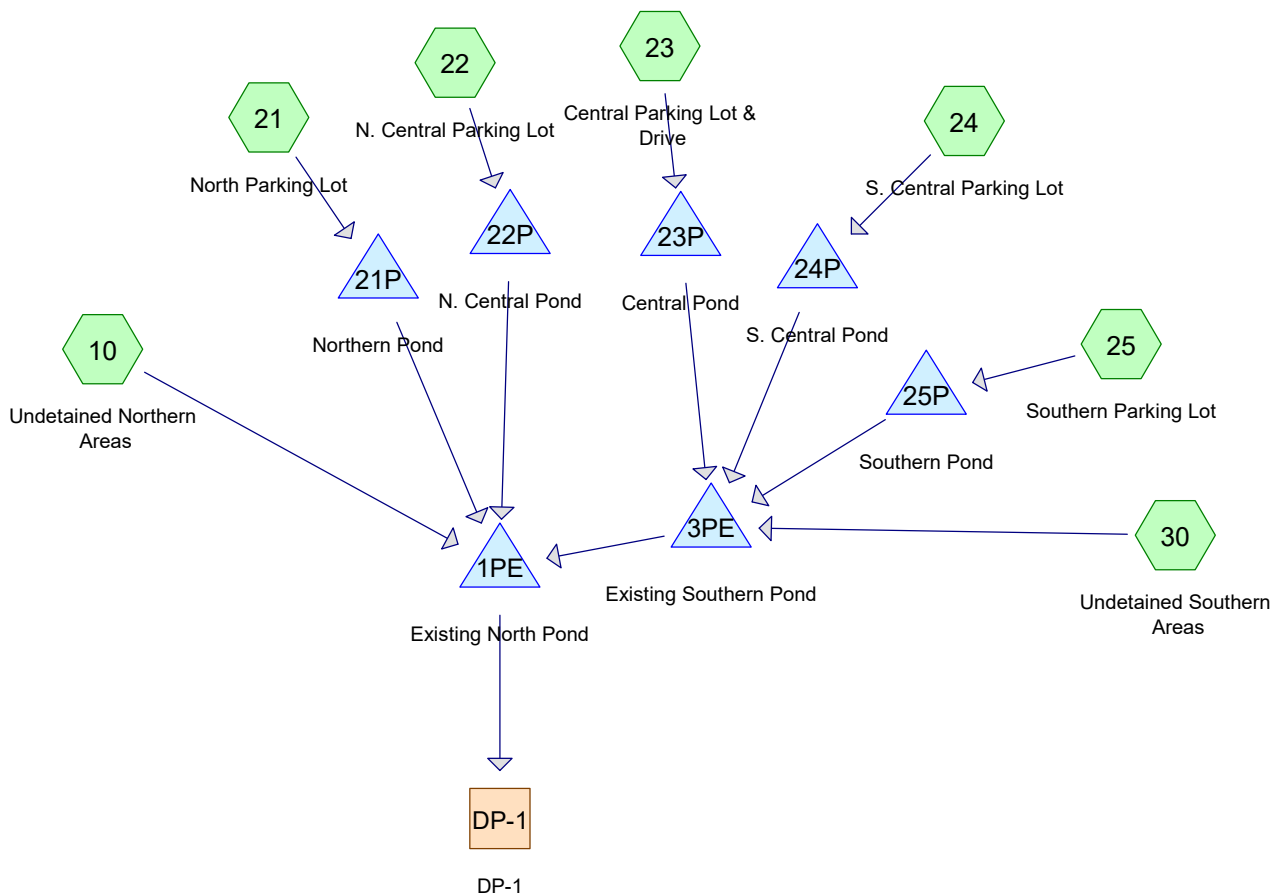 23
22
21
24
Central Parking Lot &
Drive
N. Central Parking Lot
North Parking Lot
S. Central Parking Lot
22P
23P
24P
21P
N. Central Pond
Central Pond
S. Central Pond
Northern Pond
10
25
25P
Undetained Northern
Areas
Southern Parking Lot
Southern Pond
3PE
30
1PE
Existing Southern Pond
Undetained Southern
Areas
Existing North Pond
DP-1
DP-1